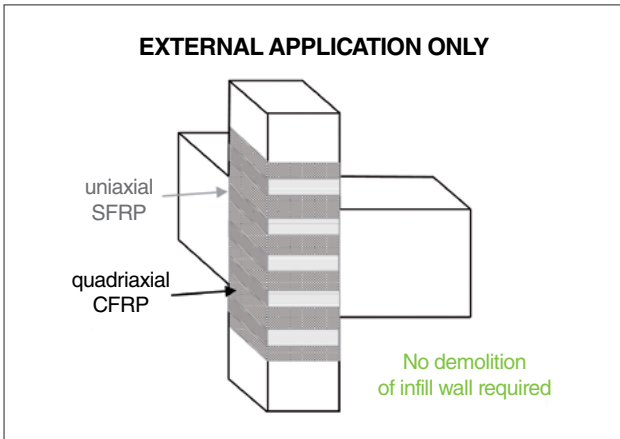 EXTERNAL APPLICATION ONLY
uniaxial
SFRP
quadriaxial
CFRP
No demolition
of infill wall required